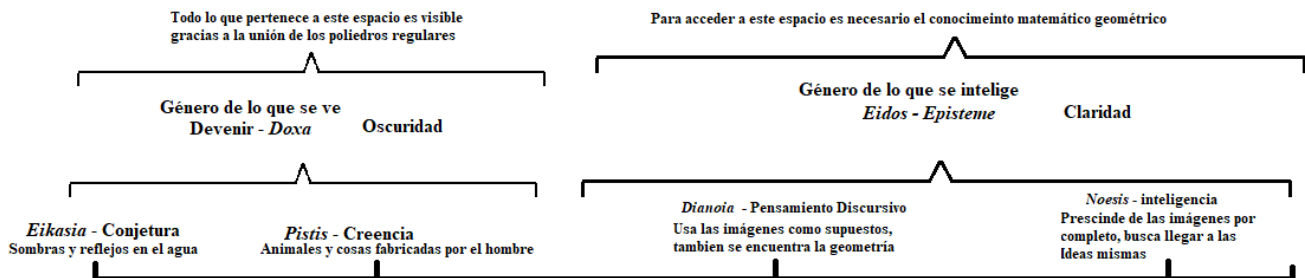 Todo lo que pertenece a este espacio es visible
gracias a la unión de los poliedros regulares
Para acceder a este espacio es necesario el conocimeinto matemático geométrico
Género de lo que se ve
Devenir - Doxa
Oscuridad
Género de lo que se intelige
Eidos - Episteme
Claridad
Eikasia - Conjetura
Sombras y reflejos en el agua
Pistis - Creencia
Animales y cosas fabricadas por el hombre
Dianoia - Pensamiento Discursivo
Usa las imágenes como supuestos,
tambien se encuentra la geometría
Noesis - inteligencia
Prescinde de las imágenes por
completo, busca llegar a las
Ideas mismas